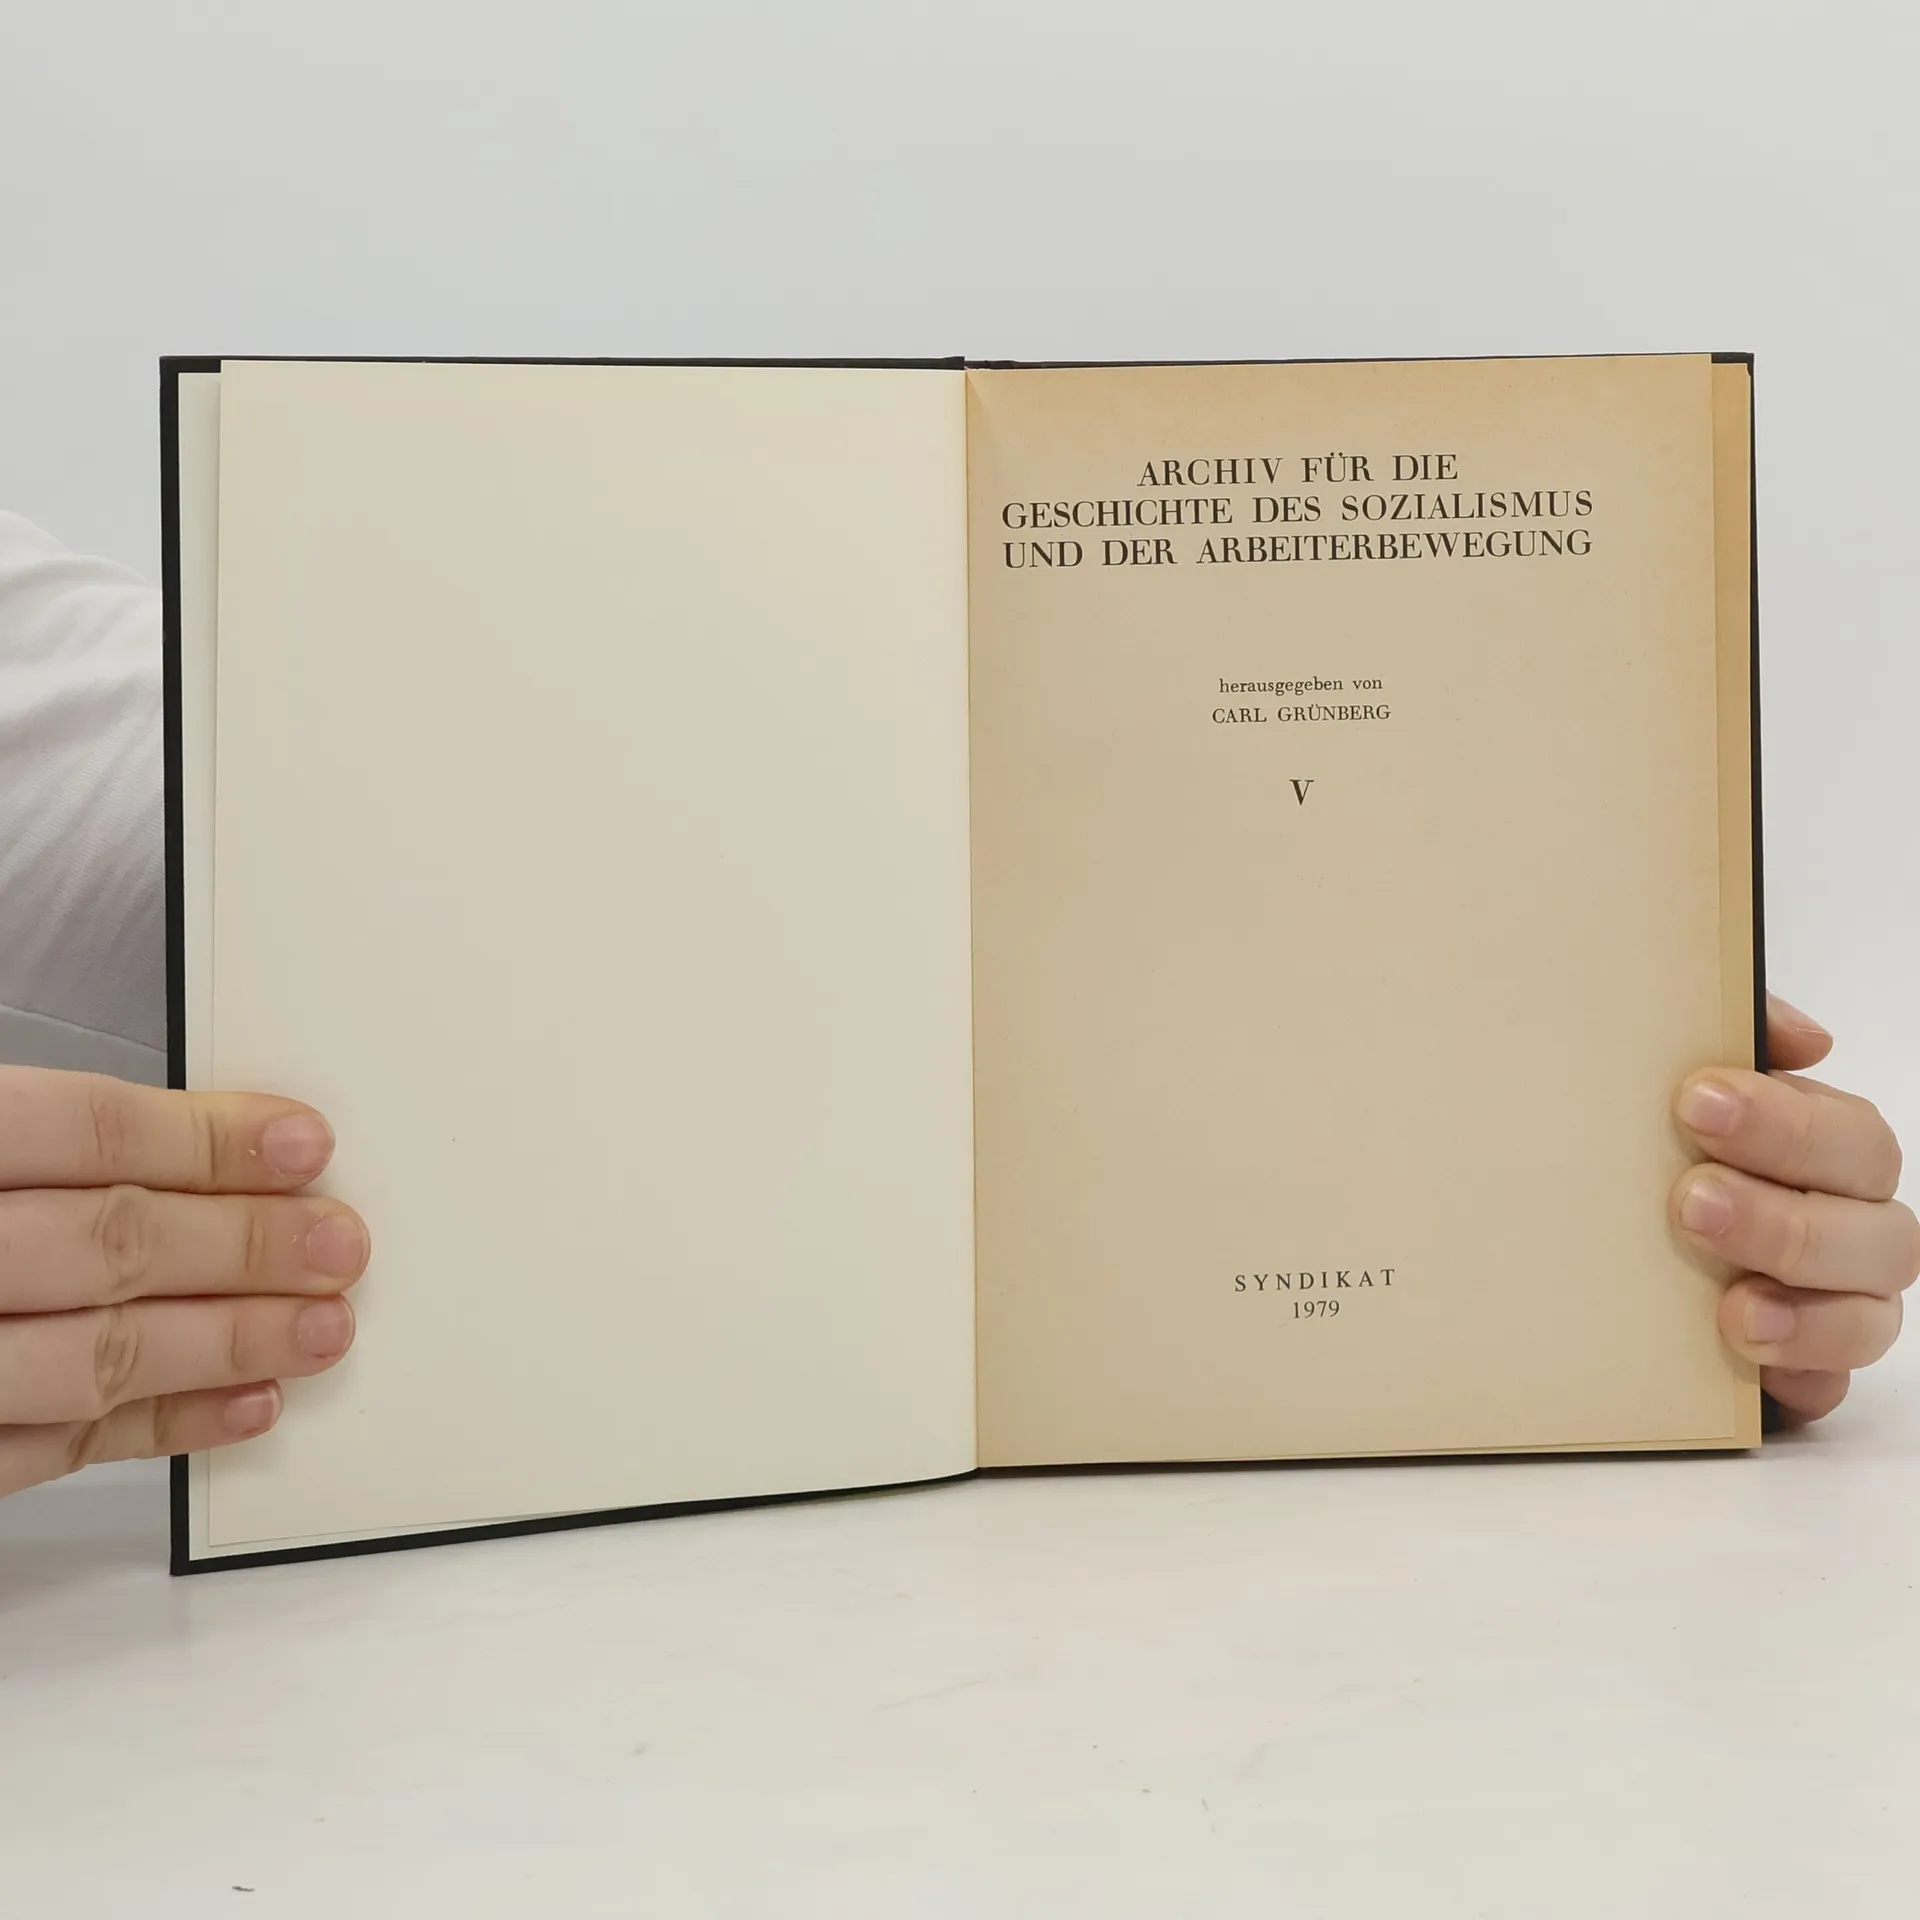 ARCHIV FÜR DIE
GESCHICHTE DES SOZIALISMUS
UND DER ARBEITERBEWEGUNG
herausgegeben von
CARL GRÜNBERG
V
SYNDIKAT
1979